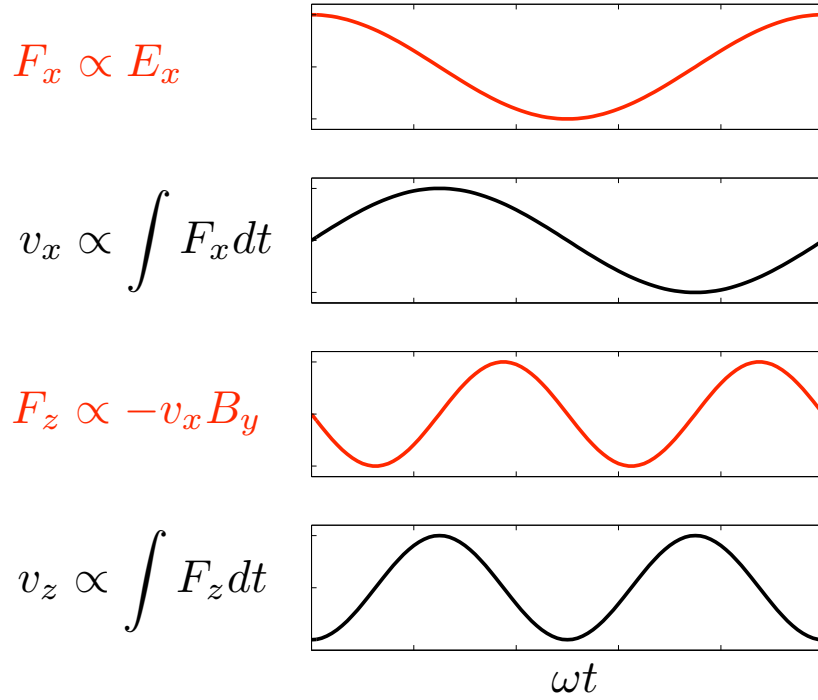 F_x ∝ E_x
v_x ∝ ∫ F_x dt
F_z ∝ −v_x B_y
v_z ∝ ∫ F_z dt
ωt